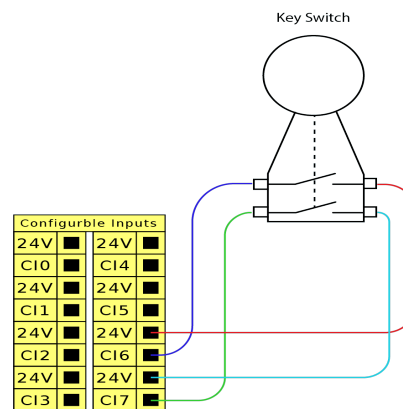 Key Switch
Configurble Inputs
24V 24V
CI0 CI4
24V 24V
CI1 CI5
24V 24V
CI2 CI6
24V 24V
CI3 CI7